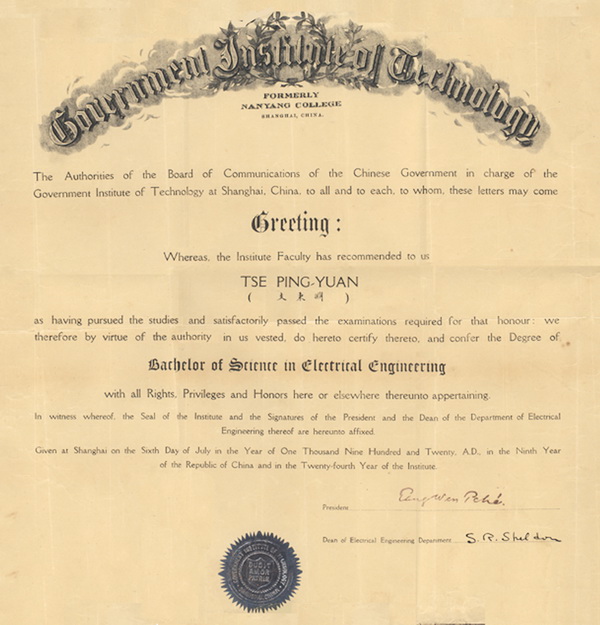 Government Institute of Technology
FORMERLY
NANYANG COLLEGE
SHANGHAI, CHINA.
The Authorities of the Board of Communications of the Chinese Government in charge of the
Government Institute of Technology at Shanghai, China, to all and to each, to whom, these letters may come
Greeting :
Whereas, the Institute Faculty has recommended to us
TSE PING-YUAN
as having pursued the studies and satisfactorily passed the examinations required for that honour: we
therefore by virtue of the authority in us vested, do hereto certify thereto, and confer the Degree of
Bachelor of Science in Electrical Engineering
with all Rights, Privileges and Honors here or elsewhere thereunto appertaining.
In witness whereof, the Seal of the Institute and the Signatures of the President and the Dean of the Department of Electrical
Engineering thereof are hereunto affixed.
Given at Shanghai on the Sixth Day of July in the Year of One Thousand Nine Hundred and Twenty, A.D., in the Ninth Year
of the Republic of China and in the Twenty-fourth Year of the Institute.
President
Dean of Electrical Engineering Department S. R. Sheldon
GOVERNMENT INSTITUTE OF TECHNOLOGY
DUCIT
AMOR